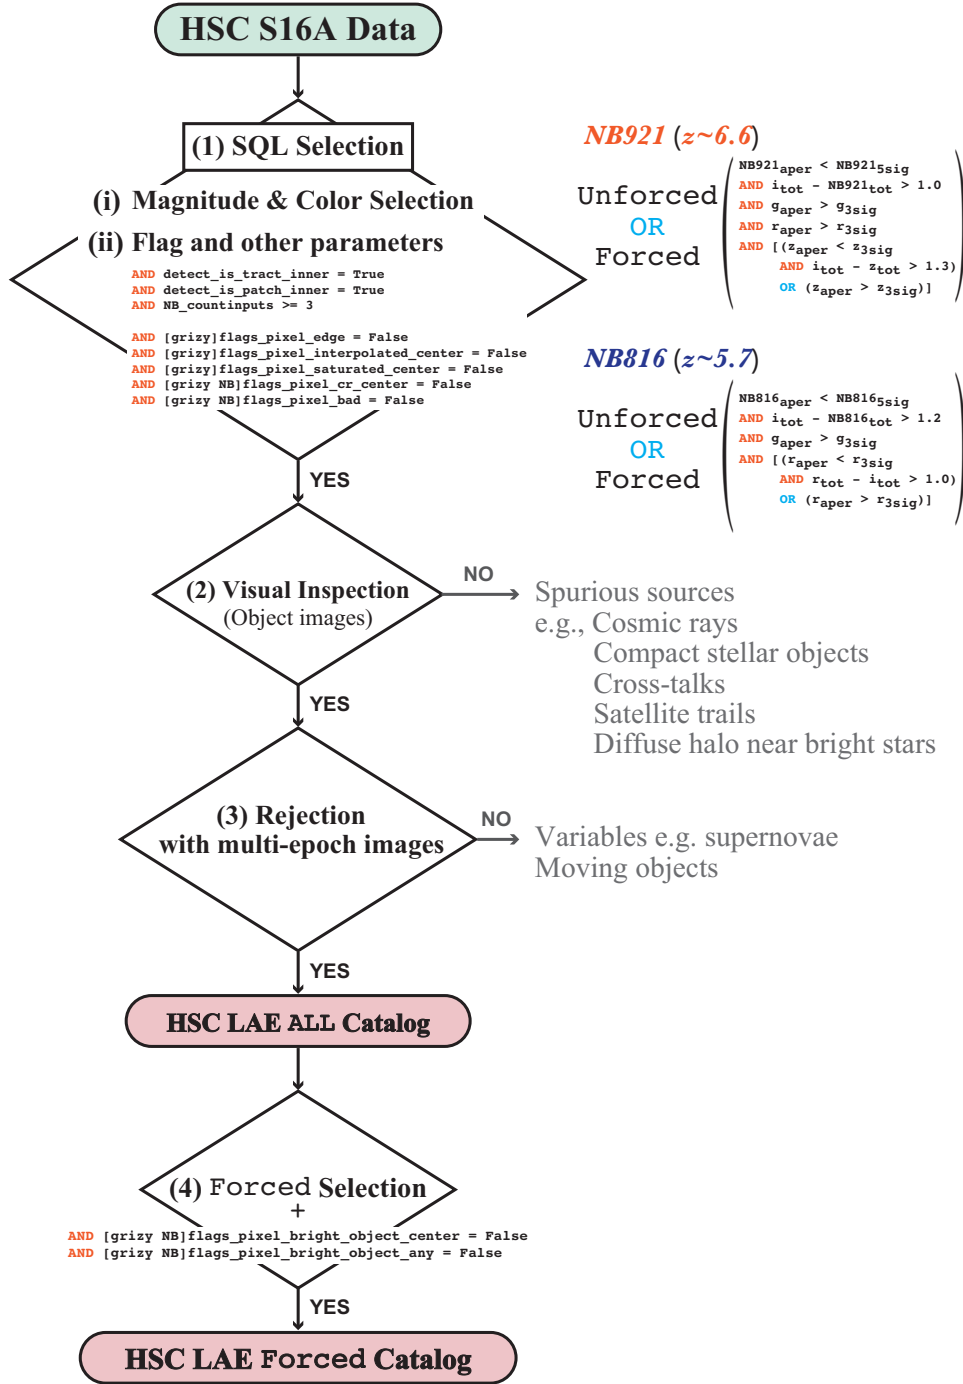 HSC S16A Data
(1) SQL Selection
(i) Magnitude & Color Selection
(ii) Flag and other parameters
AND detect_is_tract_inner = True
AND detect_is_patch_inner = True
AND NB_countinputs >= 3
AND [grizy]flags_pixel_edge = False
AND [grizy]flags_pixel_interpolated_center = False
AND [grizy]flags_pixel_saturated_center = False
AND [grizy NB]flags_pixel_cr_center = False
AND [grizy NB]flags_pixel_bad = False
NB921 (z~6.6)
Unforced
OR
Forced
NB921aper < NB9215sig
AND itot - NB921tot > 1.0
AND gaper > g3sig
AND raper > r3sig
AND [(zaper < z3sig
AND itot - ztot > 1.3)
OR (zaper > z3sig)]
NB816 (z~5.7)
Unforced
OR
Forced
NB816aper < NB8165sig
AND itot - NB816tot > 1.2
AND gaper > g3sig
AND [(raper < r3sig
AND rtot - itot > 1.0)
OR (raper > r3sig)]
YES
(2) Visual Inspection
(Object images)
NO
Spurious sources
e.g., Cosmic rays
Compact stellar objects
Cross-talks
Satellite trails
Diffuse halo near bright stars
YES
(3) Rejection
with multi-epoch images
NO
Variables e.g. supernovae
Moving objects
YES
HSC LAE ALL Catalog
(4) Forced Selection
+
AND [grizy NB]flags_pixel_bright_object_center = False
AND [grizy NB]flags_pixel_bright_object_any = False
YES
HSC LAE Forced Catalog